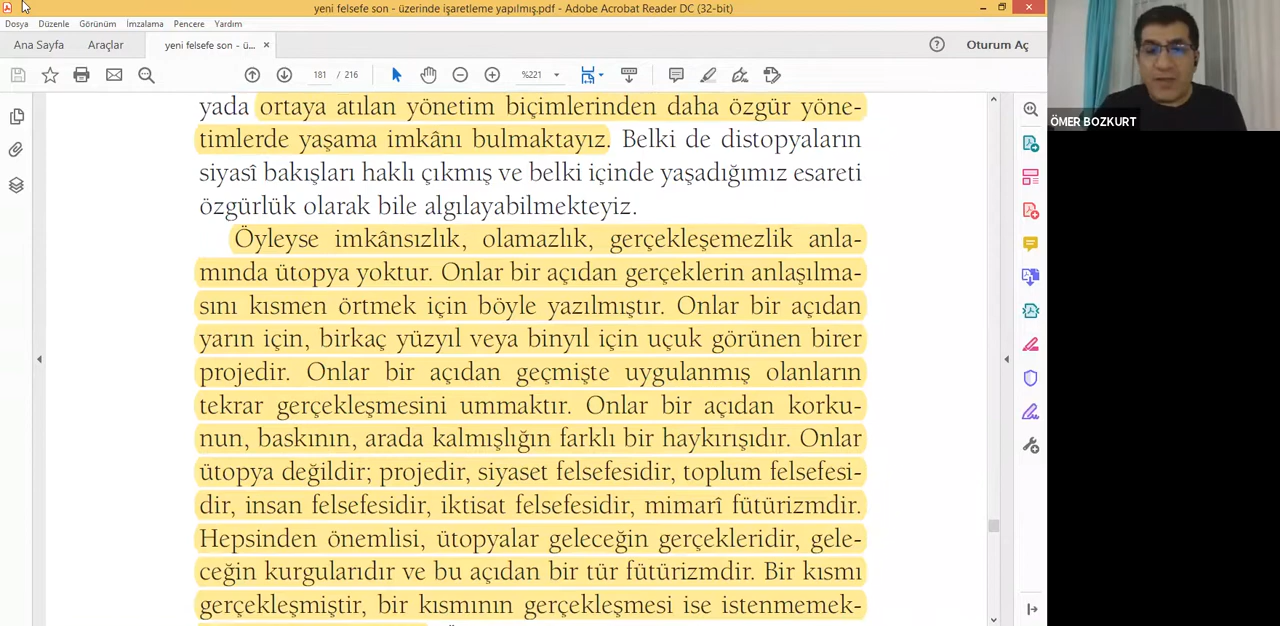 yeni felsefe son - üzerinde işaretleme yapılmış.pdf - Adobe Acrobat Reader DC (32-bit)
Dosya Düzenle Görünüm İmzalama Pencere Yardım
Ana Sayfa Araçlar yeni felsefe son - ü... × Oturum Aç
181 / 216 %221
ÖMER BOZKURT
yada ortaya atılan yönetim biçimlerinden daha özgür yöne-
timlerde yaşama imkânı bulmaktayız. Belki de distopyaların
siyasî bakışları haklı çıkmış ve belki içinde yaşadığımız esareti
özgürlük olarak bile algılayabilmekteyiz.
Öyleyse imkânsızlık, olamazlık, gerçekleşemezlik anla-
mında ütopya yoktur. Onlar bir açıdan gerçeklerin anlaşılma-
sını kısmen örtmek için böyle yazılmıştır. Onlar bir açıdan
yarın için, birkaç yüzyıl veya binyıl için uçuk görünen birer
projedir. Onlar bir açıdan geçmişte uygulanmış olanların
tekrar gerçekleşmesini ummaktır. Onlar bir açıdan korku-
nun, baskının, arada kalmışlığın farklı bir haykırışıdır. Onlar
ütopya değildir; projedir, siyaset felsefesidir, toplum felsefesi-
dir, insan felsefesidir, iktisat felsefesidir, mimarî fütürizmdir.
Hepsinden önemlisi, ütopyalar geleceğin gerçekleridir, gele-
ceğin kurgularıdır ve bu açıdan bir tür fütürizmdir. Bir kısmı
gerçekleşmiştir, bir kısmının gerçekleşmesi ise istenmemek-